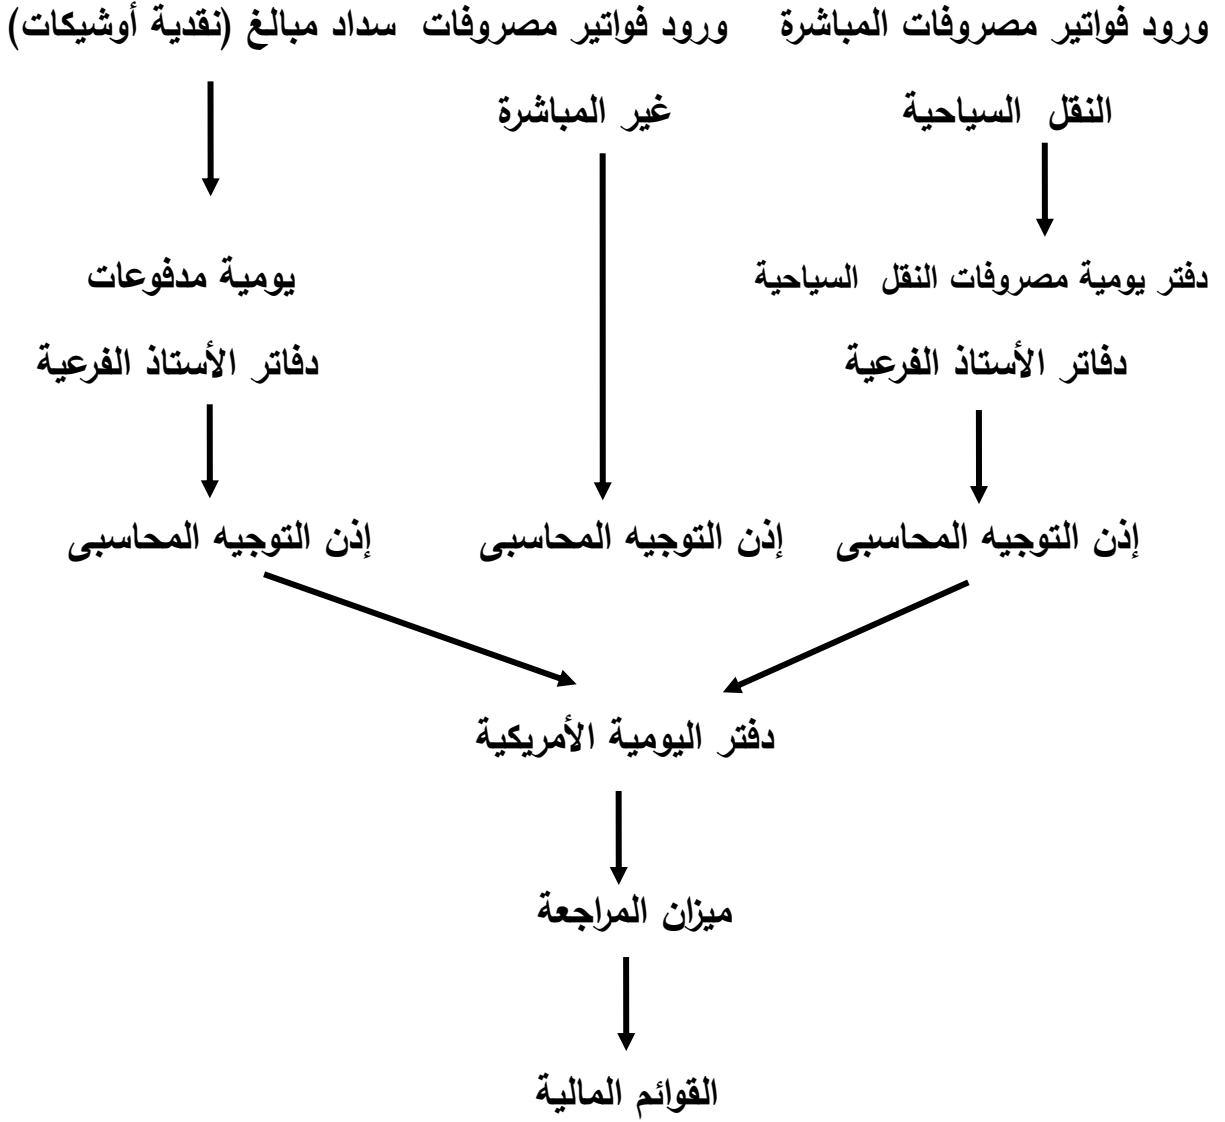 ورود فواتير مصروفات المباشرة
النقل السياحية
ورود فواتير مصروفات
غير المباشرة
سداد مبالغ (نقدية أوشيكات)
دفتر يومية مصروفات النقل السياحية
يومية مدفوعات
دفاتر الأستاذ الفرعية
دفاتر الأستاذ الفرعية
إذن التوجيه المحاسبى
إذن التوجيه المحاسبى
إذن التوجيه المحاسبى
دفتر اليومية الأمريكية
ميزان المراجعة
القوائم المالية